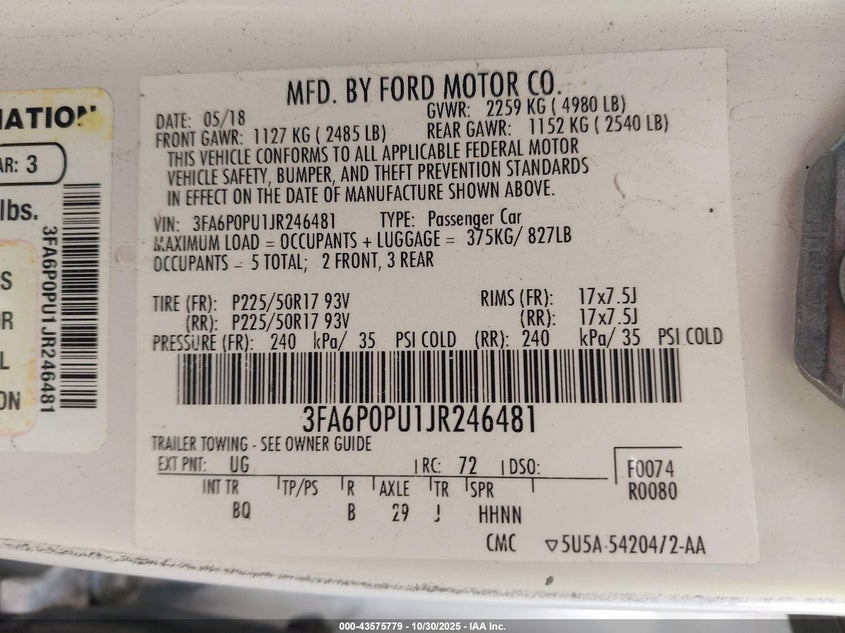 MFD. BY FORD MOTOR CO.
DATE: 05/18
GVWR: 2259 KG ( 4980 LB)
FRONT GAWR: 1127 KG ( 2485 LB)
REAR GAWR: 1152 KG ( 2540 LB)
THIS VEHICLE CONFORMS TO ALL APPLICABLE FEDERAL MOTOR
VEHICLE SAFETY, BUMPER, AND THEFT PREVENTION STANDARDS
IN EFFECT ON THE DATE OF MANUFACTURE SHOWN ABOVE.
VIN: 3FA6P0PU1JR246481 TYPE: Passenger Car
MAXIMUM LOAD = OCCUPANTS + LUGGAGE = 375KG/ 827LB
OCCUPANTS = 5 TOTAL; 2 FRONT, 3 REAR
TIRE (FR): P225/50R17 93V RIMS (FR): 17x7.5J
(RR): P225/50R17 93V (RR): 17x7.5J
PRESSURE (FR): 240 kPa/ 35 PSI COLD (RR): 240 kPa/ 35 PSI COLD
3FA6P0PU1JR246481
TRAILER TOWING - SEE OWNER GUIDE
EXT PNT: UG RC: 72 DSO:
F0074
R0080
INT TR TP/PS R AXLE TR SPR
BQ B 29 J HHNN
CMC ▽5U5A-5420472-AA
AR: 3
lbs.
3FA6P0PU1JR246481
000-43575779 - 10/30/2025 - IAA Inc.